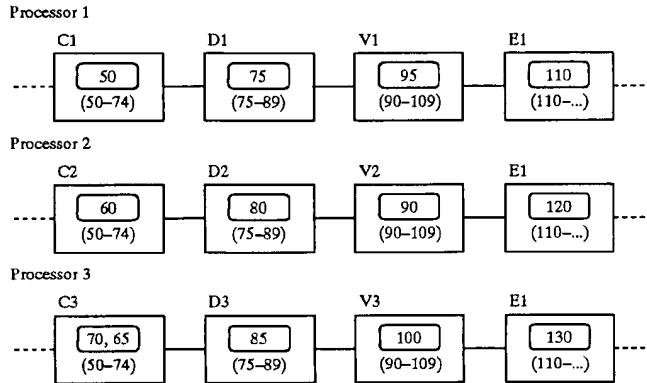 Processor 1
C1 D1 V1 E1
50 75 95 110
(50–74) (75–89) (90–109) (110–...)
Processor 2
C2 D2 V2 E1
60 80 90 120
(50–74) (75–89) (90–109) (110–...)
Processor 3
C3 D3 V3 E1
70, 65 85 100 130
(50–74) (75–89) (90–109) (110–...)